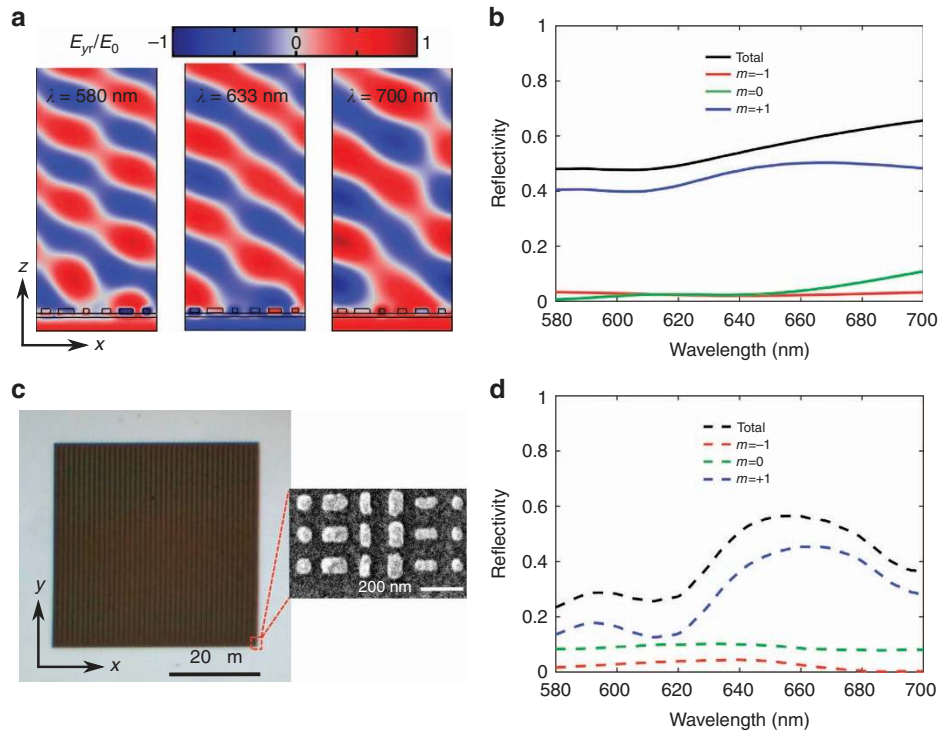 a
E_yr/E_0
−1
0
1
λ = 580 nm
λ = 633 nm
λ = 700 nm
z
x
b
1
0.8
0.6
0.4
0.2
0
Reflectivity
Total
m=−1
m=0
m=+1
580
600
620
640
660
680
700
Wavelength (nm)
c
y
x
20 m
200 nm
d
1
0.8
0.6
0.4
0.2
0
Reflectivity
Total
m=−1
m=0
m=+1
580
600
620
640
660
680
700
Wavelength (nm)